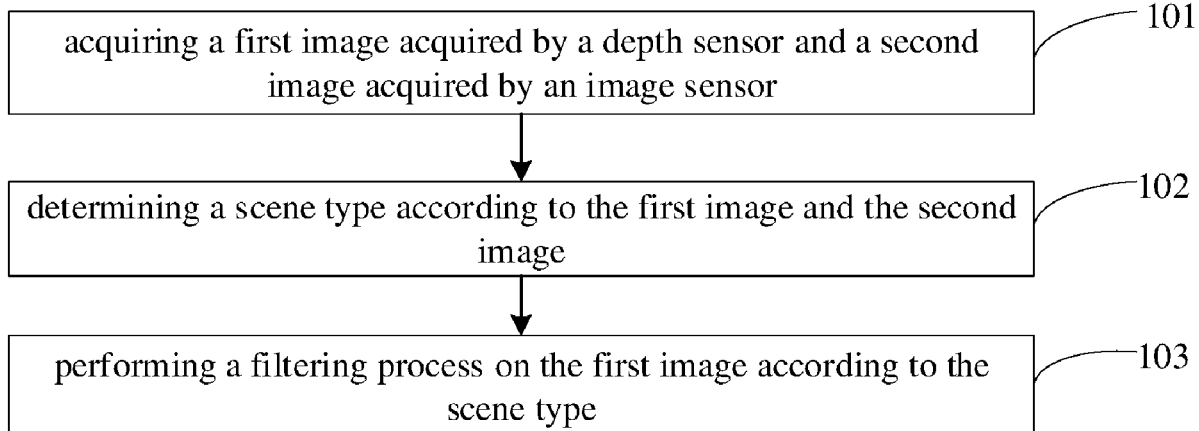 acquiring a first image acquired by a depth sensor and a second
image acquired by an image sensor
101
determining a scene type according to the first image and the second
image
102
performing a filtering process on the first image according to the
scene type
103